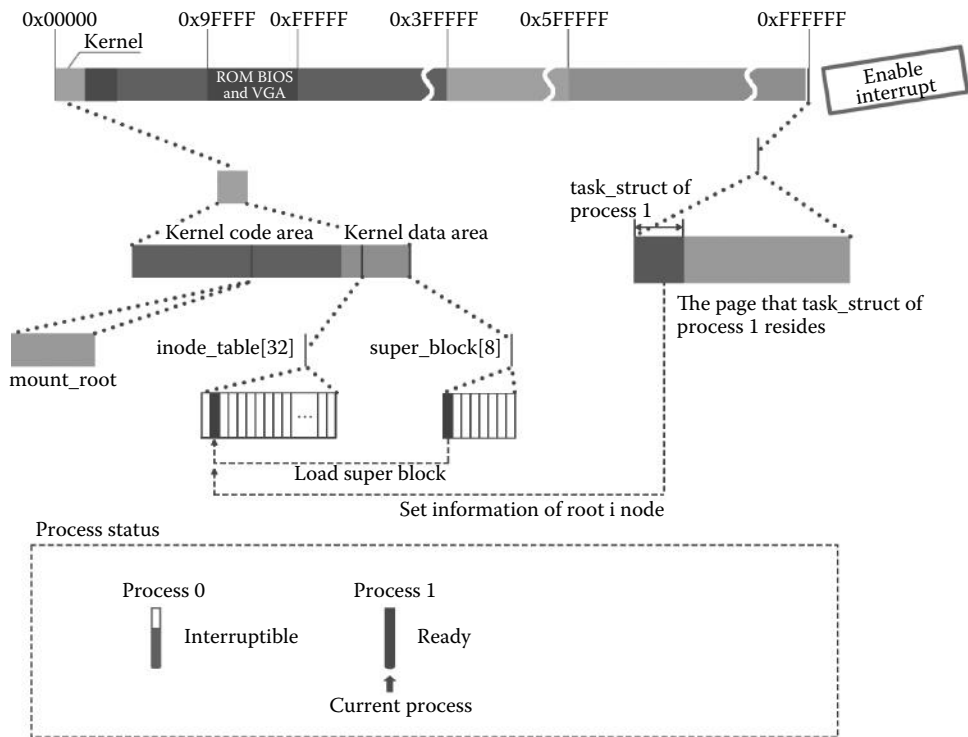 0x00000 0x9FFFF 0xFFFFF 0x3FFFFF 0x5FFFFF 0xFFFFFF
Kernel
ROM BIOS
and VGA
Enable
interrupt
task_struct of
process 1
Kernel code area Kernel data area
The page that task_struct of
process 1 resides
inode_table[32] super_block[8]
mount_root
...
Load super block
Set information of root i node
Process status
Process 0 Process 1
Interruptible Ready
Current process